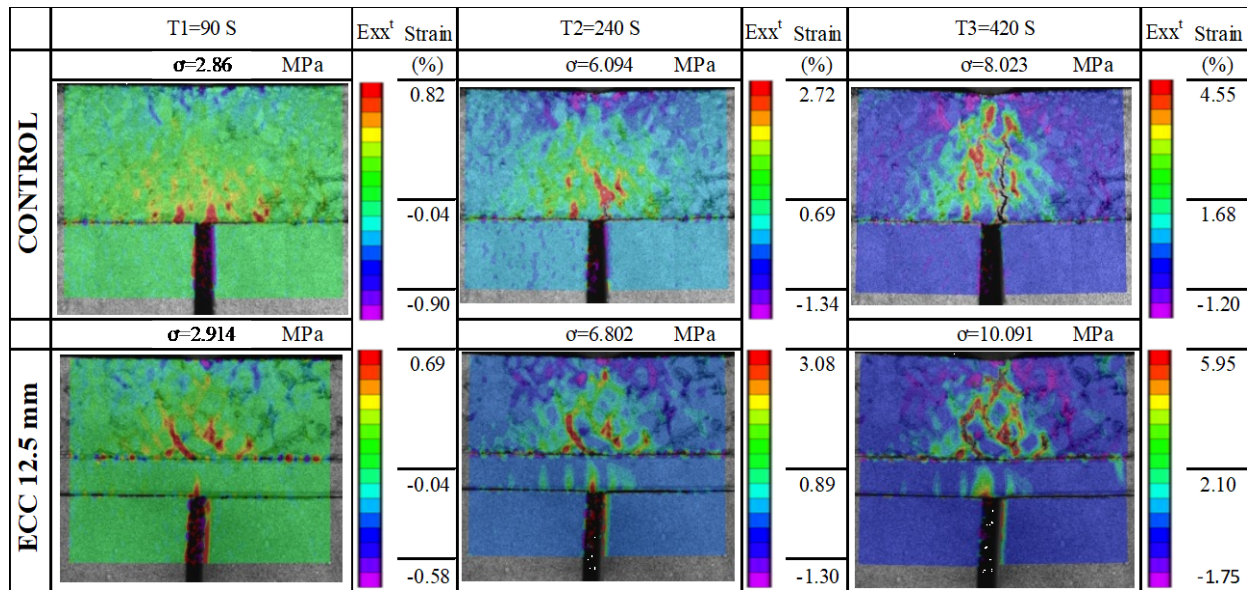 T1=90 S Exxᵗ Strain T2=240 S Exxᵗ Strain T3=420 S Exxᵗ Strain
CONTROL
σ=2.86 MPa (%) σ=6.094 MPa (%) σ=8.023 MPa (%)
0.82 2.72 4.55
-0.04 0.69 1.68
-0.90 -1.34 -1.20
ECC 12.5 mm
σ=2.914 MPa σ=6.802 MPa σ=10.091 MPa
0.69 3.08 5.95
-0.04 0.89 2.10
-0.58 -1.30 -1.75